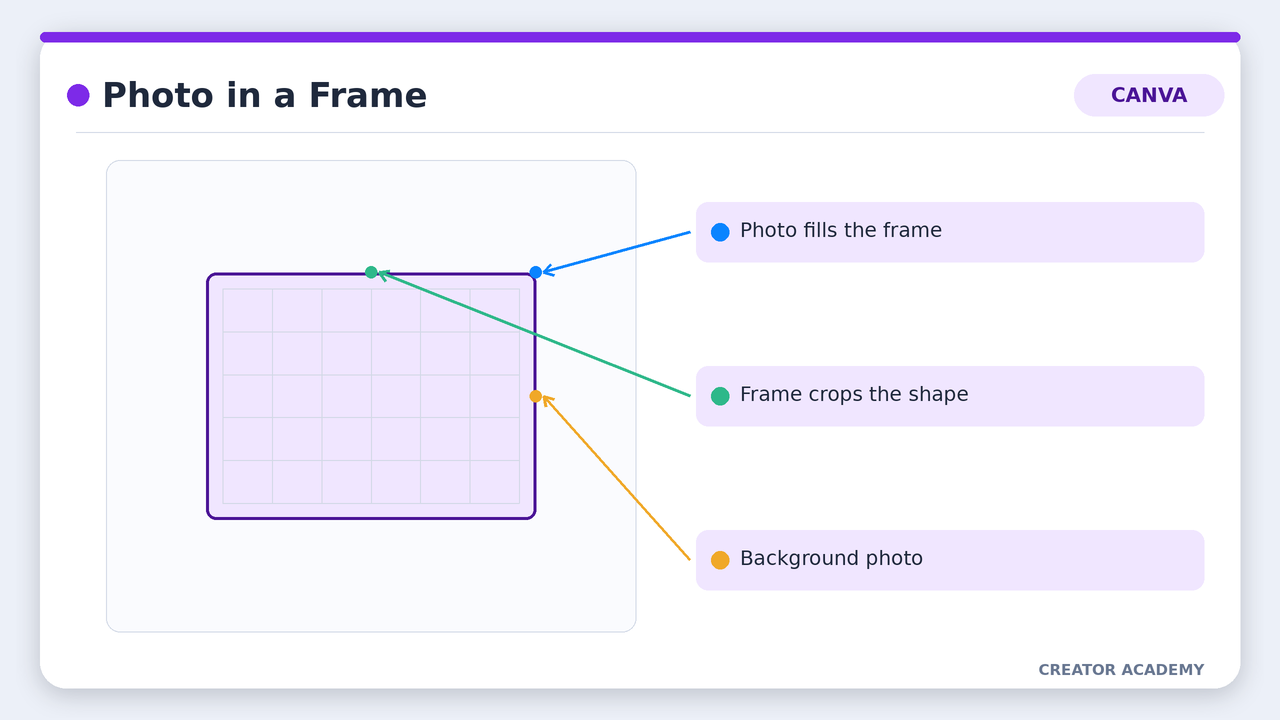 Photo in a Frame
CANVA
Photo fills the frame
Frame crops the shape
Background photo
CREATOR ACADEMY